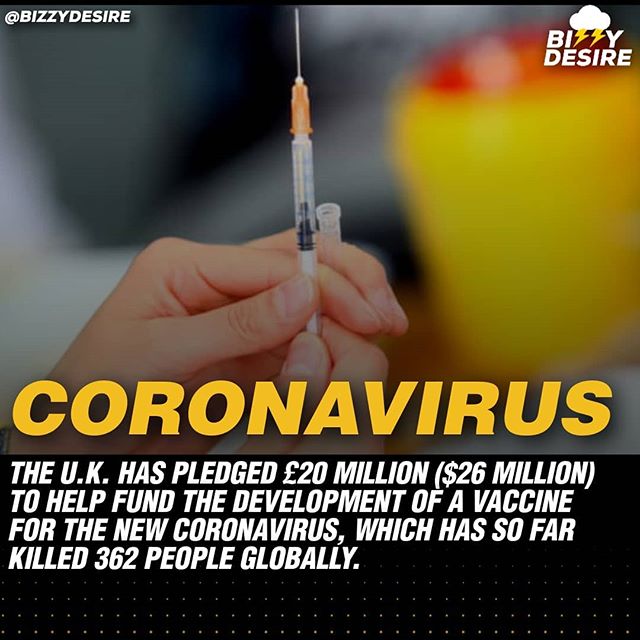 @BIZZYDESIRE
BIZZY
DESIRE
CORONAVIRUS
THE U.K. HAS PLEDGED £20 MILLION ($26 MILLION)
TO HELP FUND THE DEVELOPMENT OF A VACCINE
FOR THE NEW CORONAVIRUS, WHICH HAS SO FAR
KILLED 362 PEOPLE GLOBALLY.